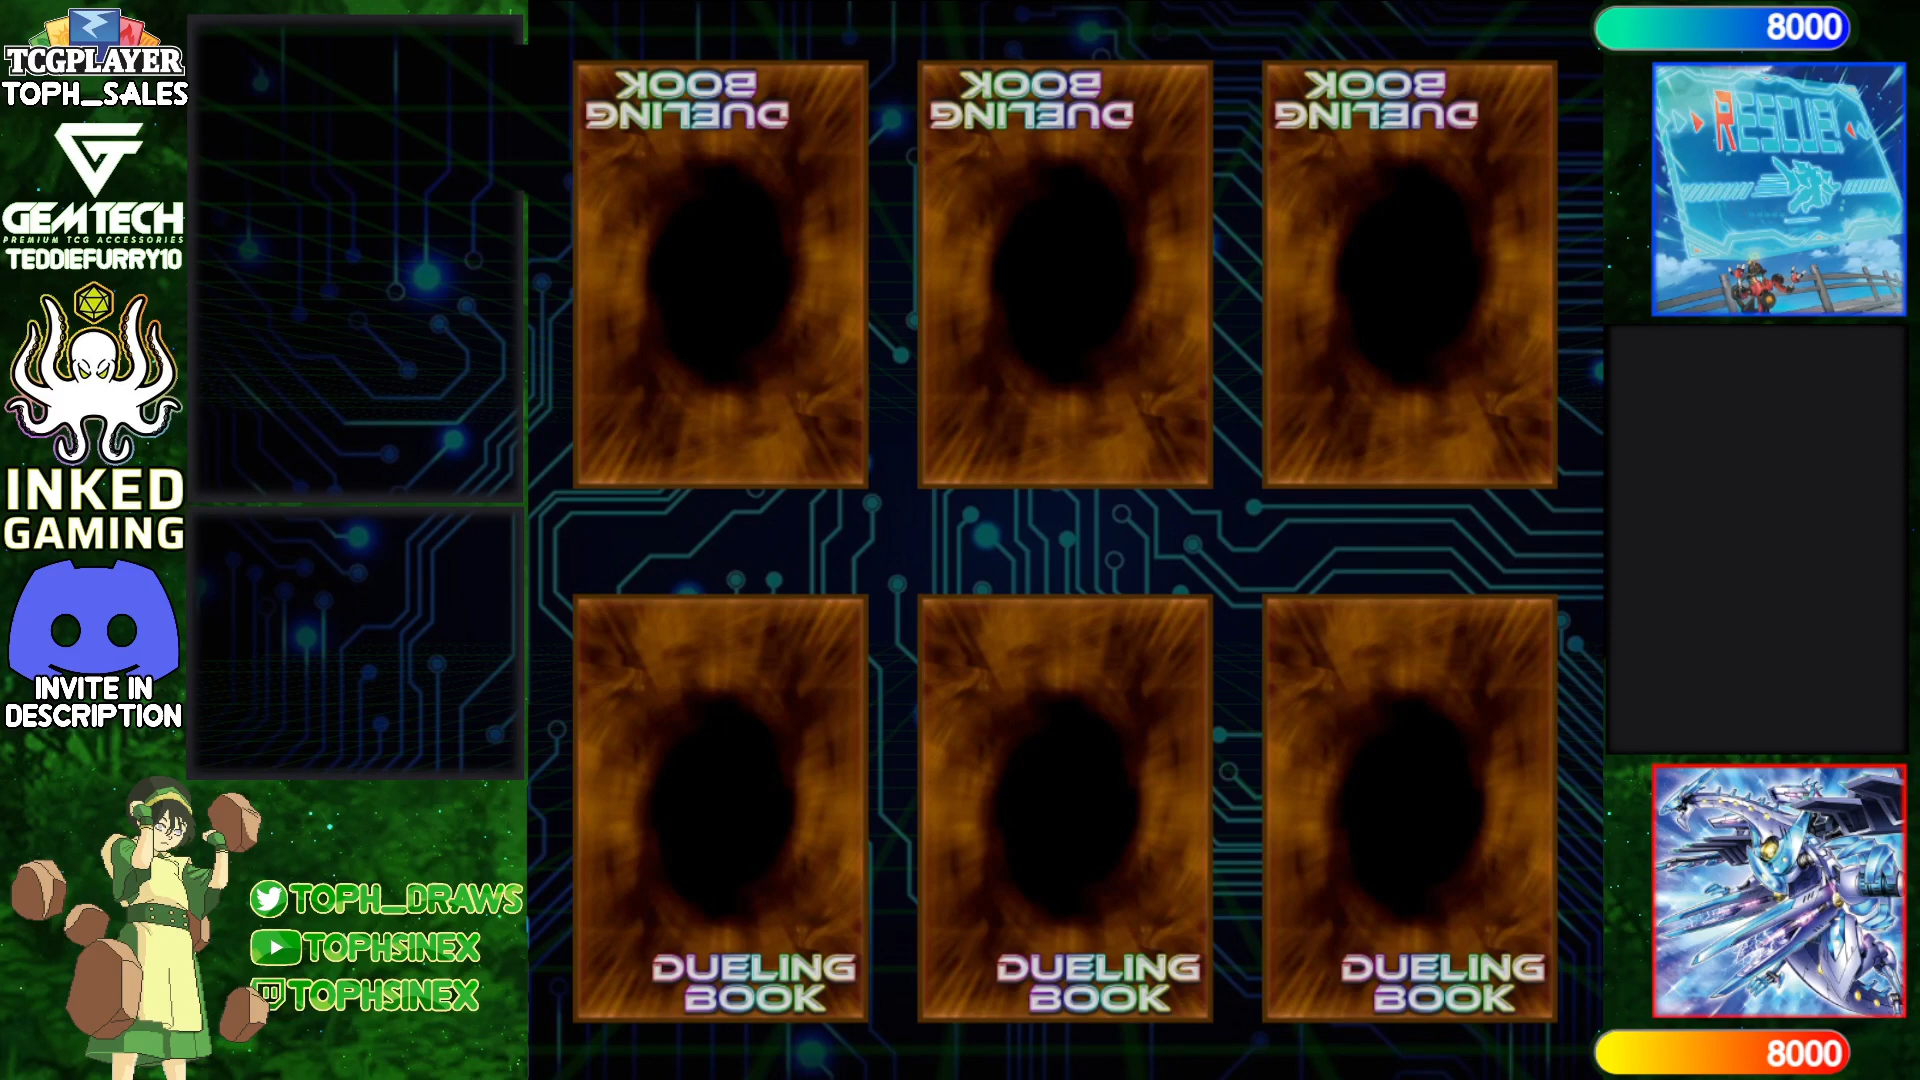 TCGPLAYER
TOPH_SALES
GEMTECH
PREMIUM TCG ACCESSORIES
TEDDIEFURRY10
INKED
GAMING
INVITE IN
DESCRIPTION
TOPH_DRAWS
TOPHSINEX
TOPHSINEX
DUELING
BOOK
DUELING
BOOK
DUELING
BOOK
DUELING
BOOK
DUELING
BOOK
DUELING
BOOK
8000
RESCUE!
8000